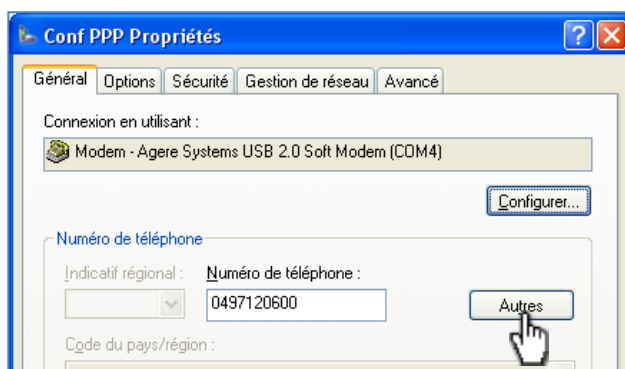 Conf PPP Propriétés
Général Options Sécurité Gestion de réseau Avancé
Connexion en utilisant :
Modem - Agere Systems USB 2.0 Soft Modem (COM4)
Configurer...
Numéro de téléphone
Indicatif régional : Numéro de téléphone :
0497120600 Autres
Code du pays/région :